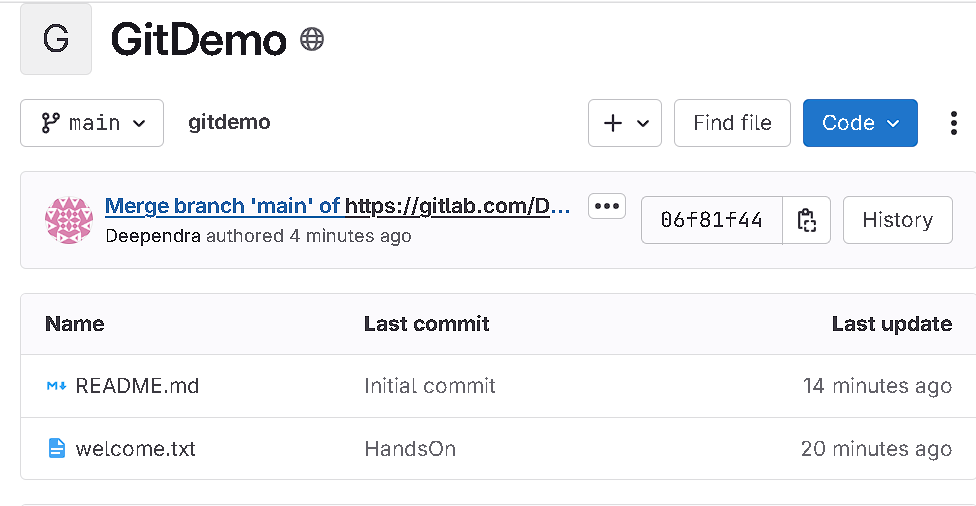 G GitDemo
main gitdemo + Find file Code
Merge branch 'main' of https://gitlab.com/D... ••• 06f81f44 History
Deependra authored 4 minutes ago
Name Last commit Last update
README.md Initial commit 14 minutes ago
welcome.txt HandsOn 20 minutes ago